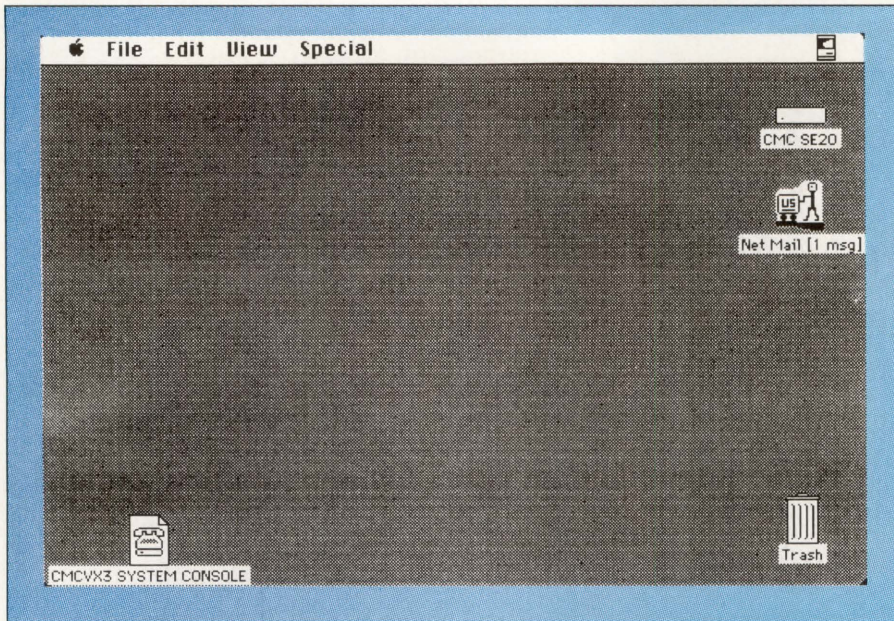 File Edit View Special
CMC SE20
US
Net Mail [1 msg]
CMCVX3 SYSTEM CONSOLE
Trash